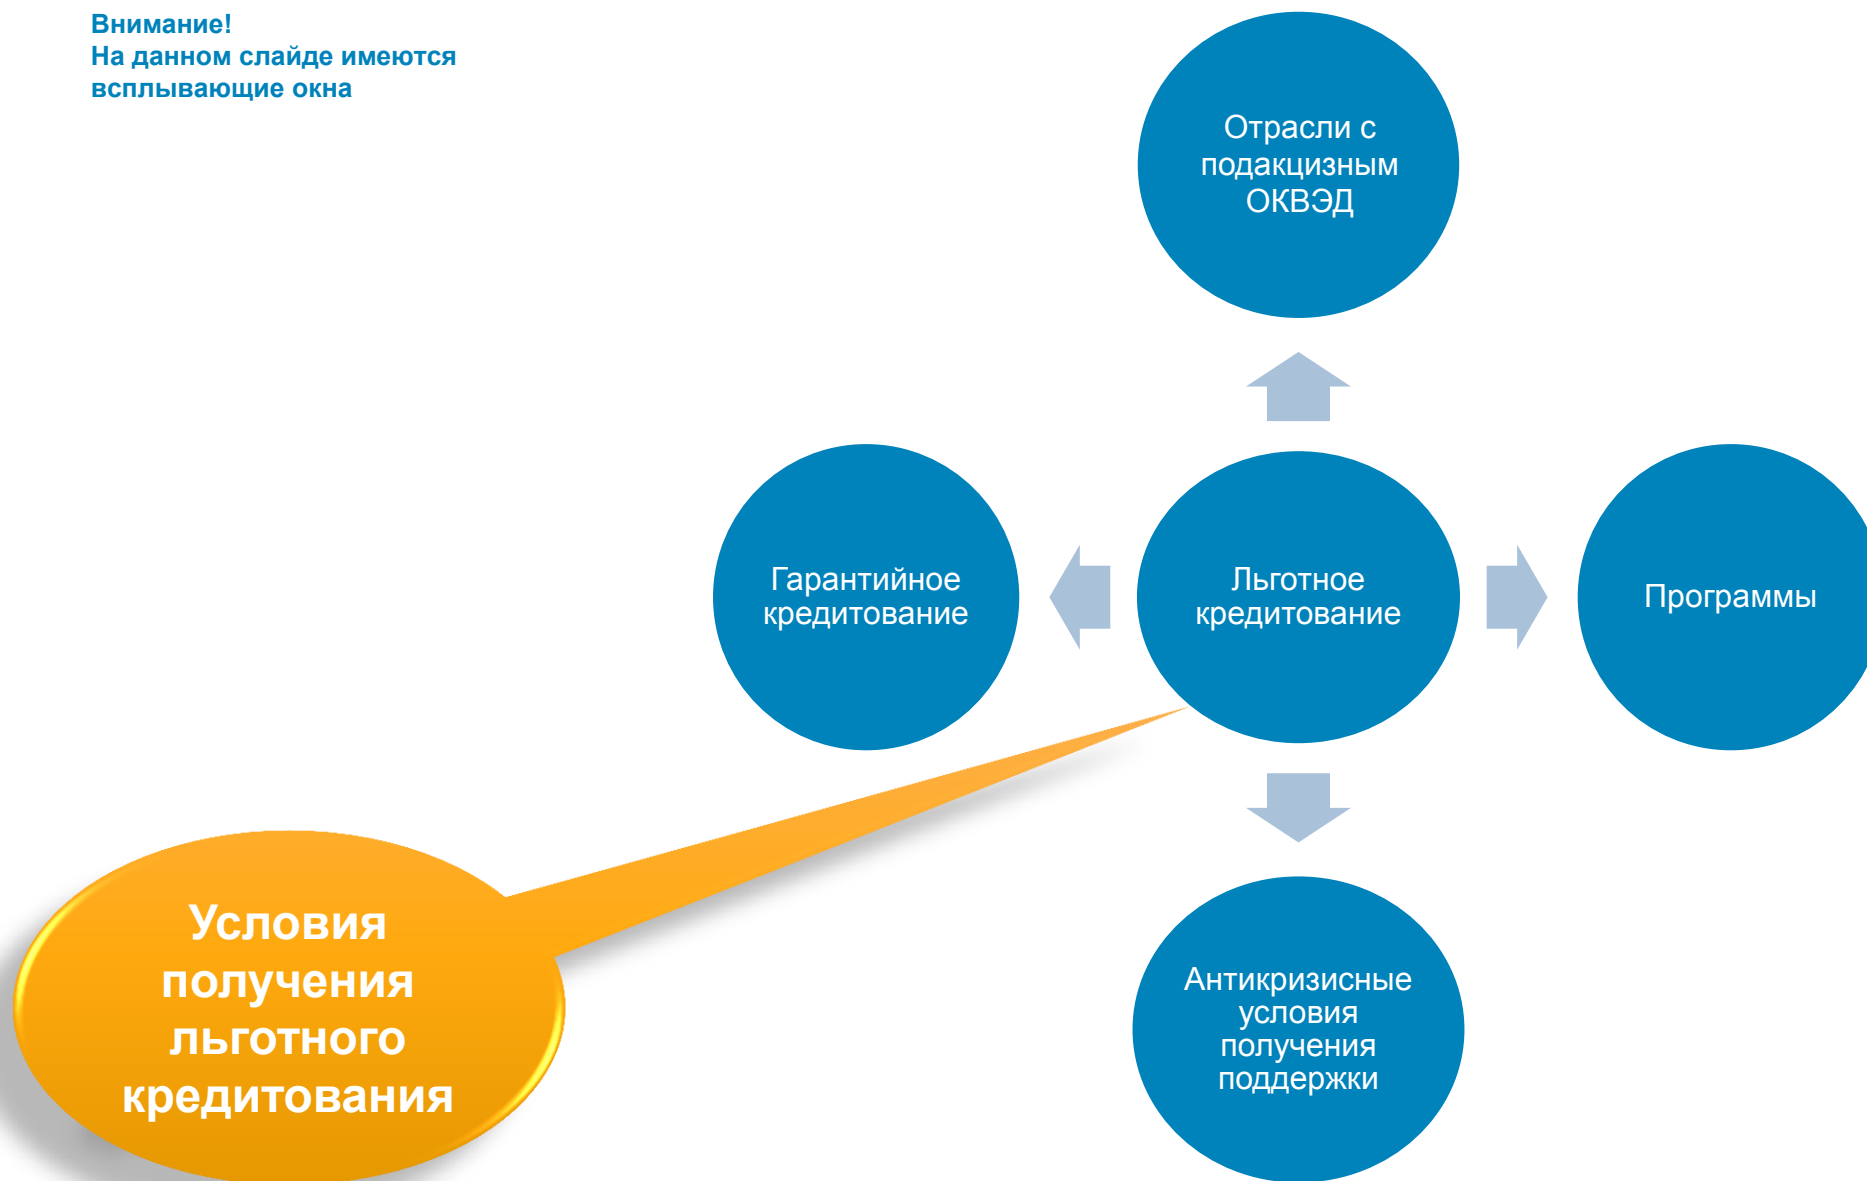 Внимание!
На данном слайде имеются
всплывающие окна
Отрасли с
подакцизным
ОКВЭД
Гарантийное
кредитование
Льготное
кредитование
Программы
Условия
получения
льготного
кредитования
Антикризисные
условия
получения
поддержки